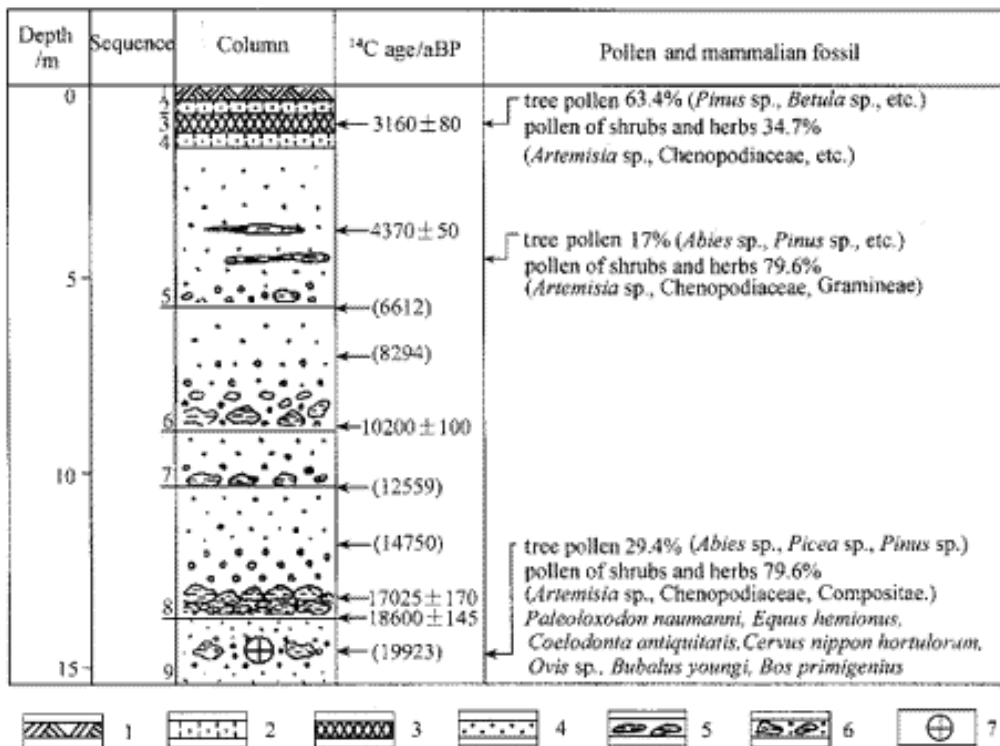 Depth /m
Sequence
Column
¹⁴C age/aBP
Pollen and mammalian fossil
0
5
10
15
1
2
3
4
5
6
7
8
9
3160±80
4370±50
(6612)
(8294)
10200±100
(12559)
(14750)
17025±170
18600±145
(19923)
tree pollen 63.4% (Pinus sp., Betula sp., etc.)
pollen of shrubs and herbs 34.7%
(Artemisia sp., Chenopodiaceae, etc.)
tree pollen 17% (Abies sp., Pinus sp., etc.)
pollen of shrubs and herbs 79.6%
(Artemisia sp., Chenopodiaceae, Gramineae)
tree pollen 29.4% (Abies sp., Picea sp., Pinus sp.)
pollen of shrubs and herbs 79.6%
(Artemisia sp., Chenopodiaceae, Compositae.)
Paleoloxodon naumanni, Equus hemionus,
Coelodonta antiquitatis, Cervus nippon hortulorum,
Ovis sp., Bubalus youngi, Bos primigenius
1 2 3 4 5 6 7